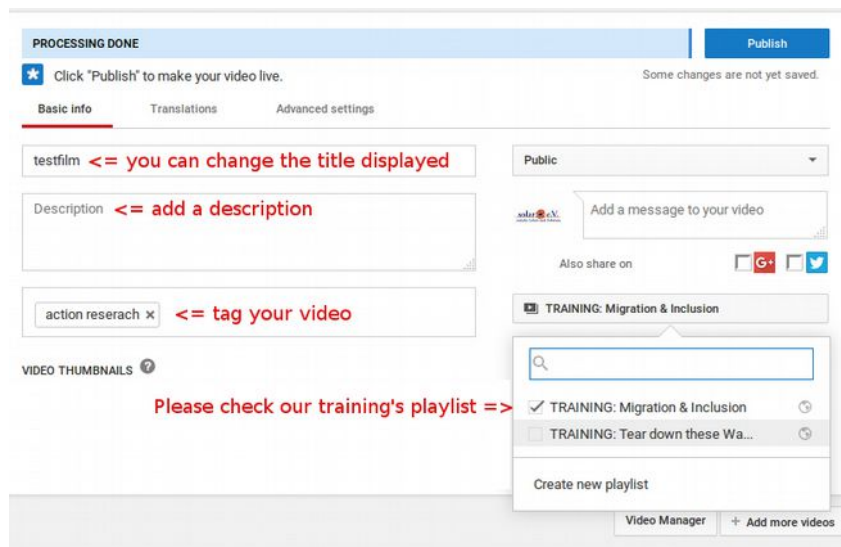 PROCESSING DONE
Publish
Click "Publish" to make your video live.
Some changes are not yet saved.
Basic info Translations Advanced settings
testfilm <= you can change the title displayed
Public
Description <= add a description
Add a message to your video
Also share on
G+
action reserach × <= tag your video
TRAINING: Migration & Inclusion
VIDEO THUMBNAILS ?
Please check our training's playlist =>
TRAINING: Migration & Inclusion
TRAINING: Tear down these Wa...
Create new playlist
Video Manager
+ Add more videos